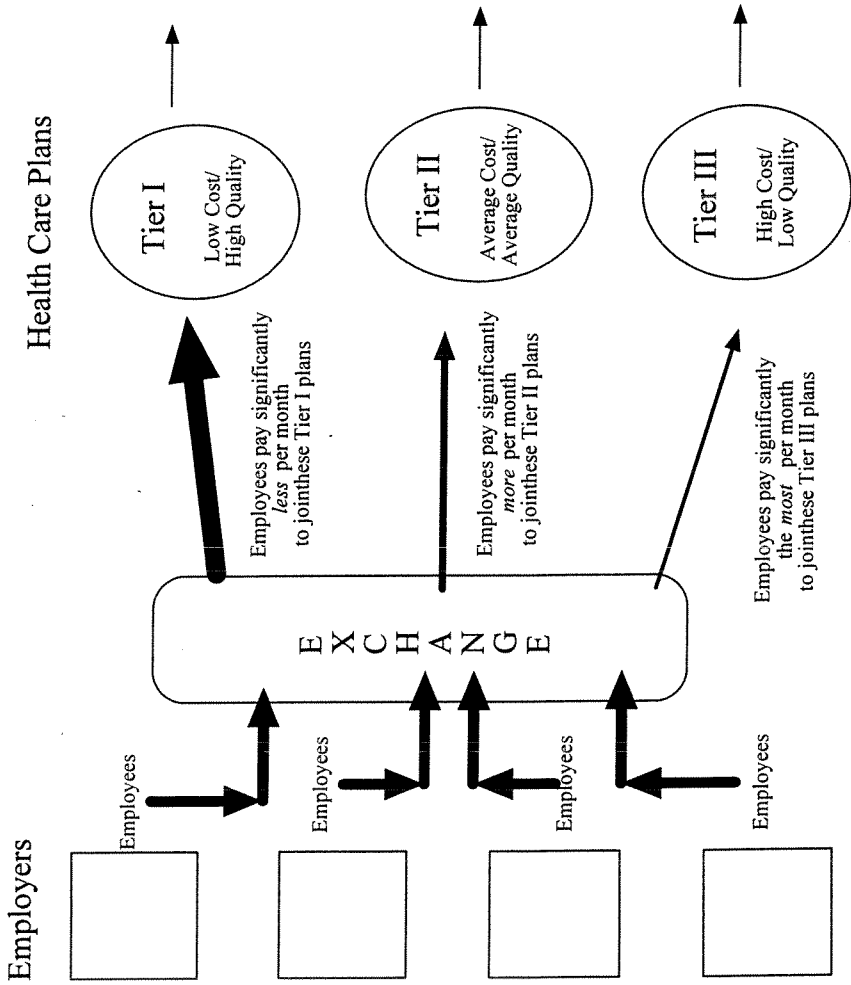 Employers
Health Care Plans
Employees
Employees
Employees
Employees
E
X
C
H
A
N
G
E
Employees pay significantly
less per month
to jointhese Tier I plans
Employees pay significantly
more per month
to jointhese Tier II plans
Employees pay significantly
the most per month
to jointhese Tier III plans
Tier I
Low Cost/
High Quality
Tier II
Average Cost/
Average Quality
Tier III
High Cost/
Low Quality